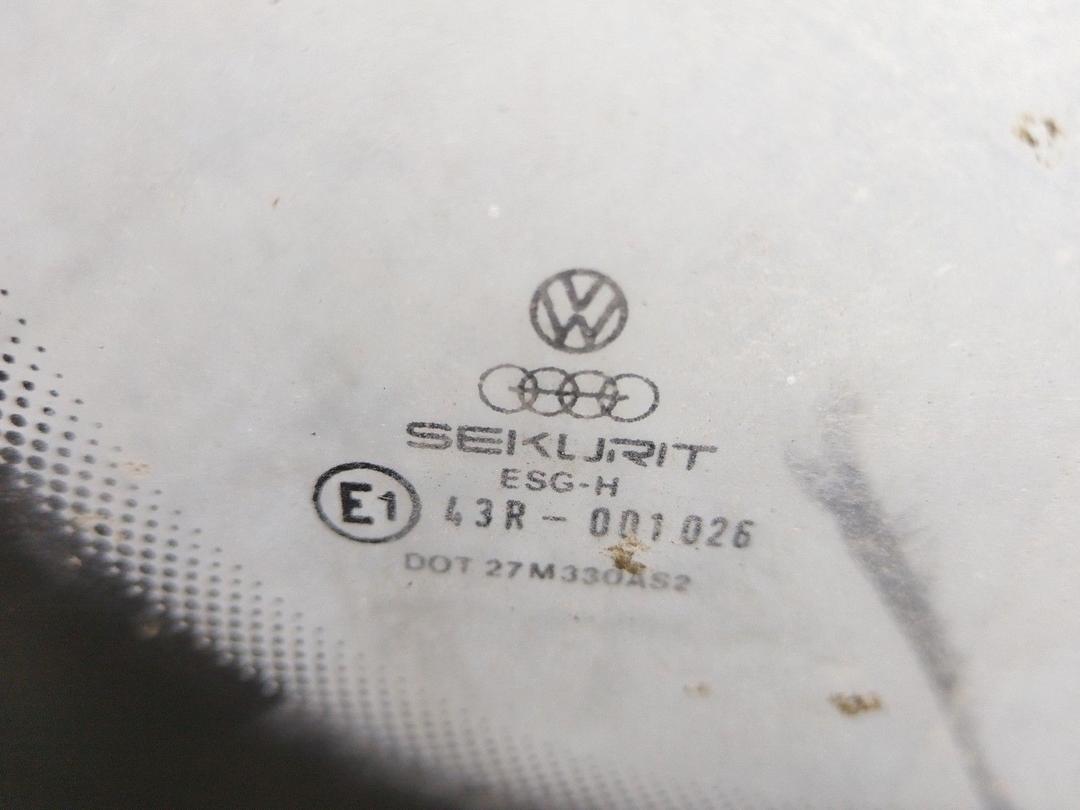 SEKURIT
ESG-H
E1 43R - 001026
DOT 27M330AS2